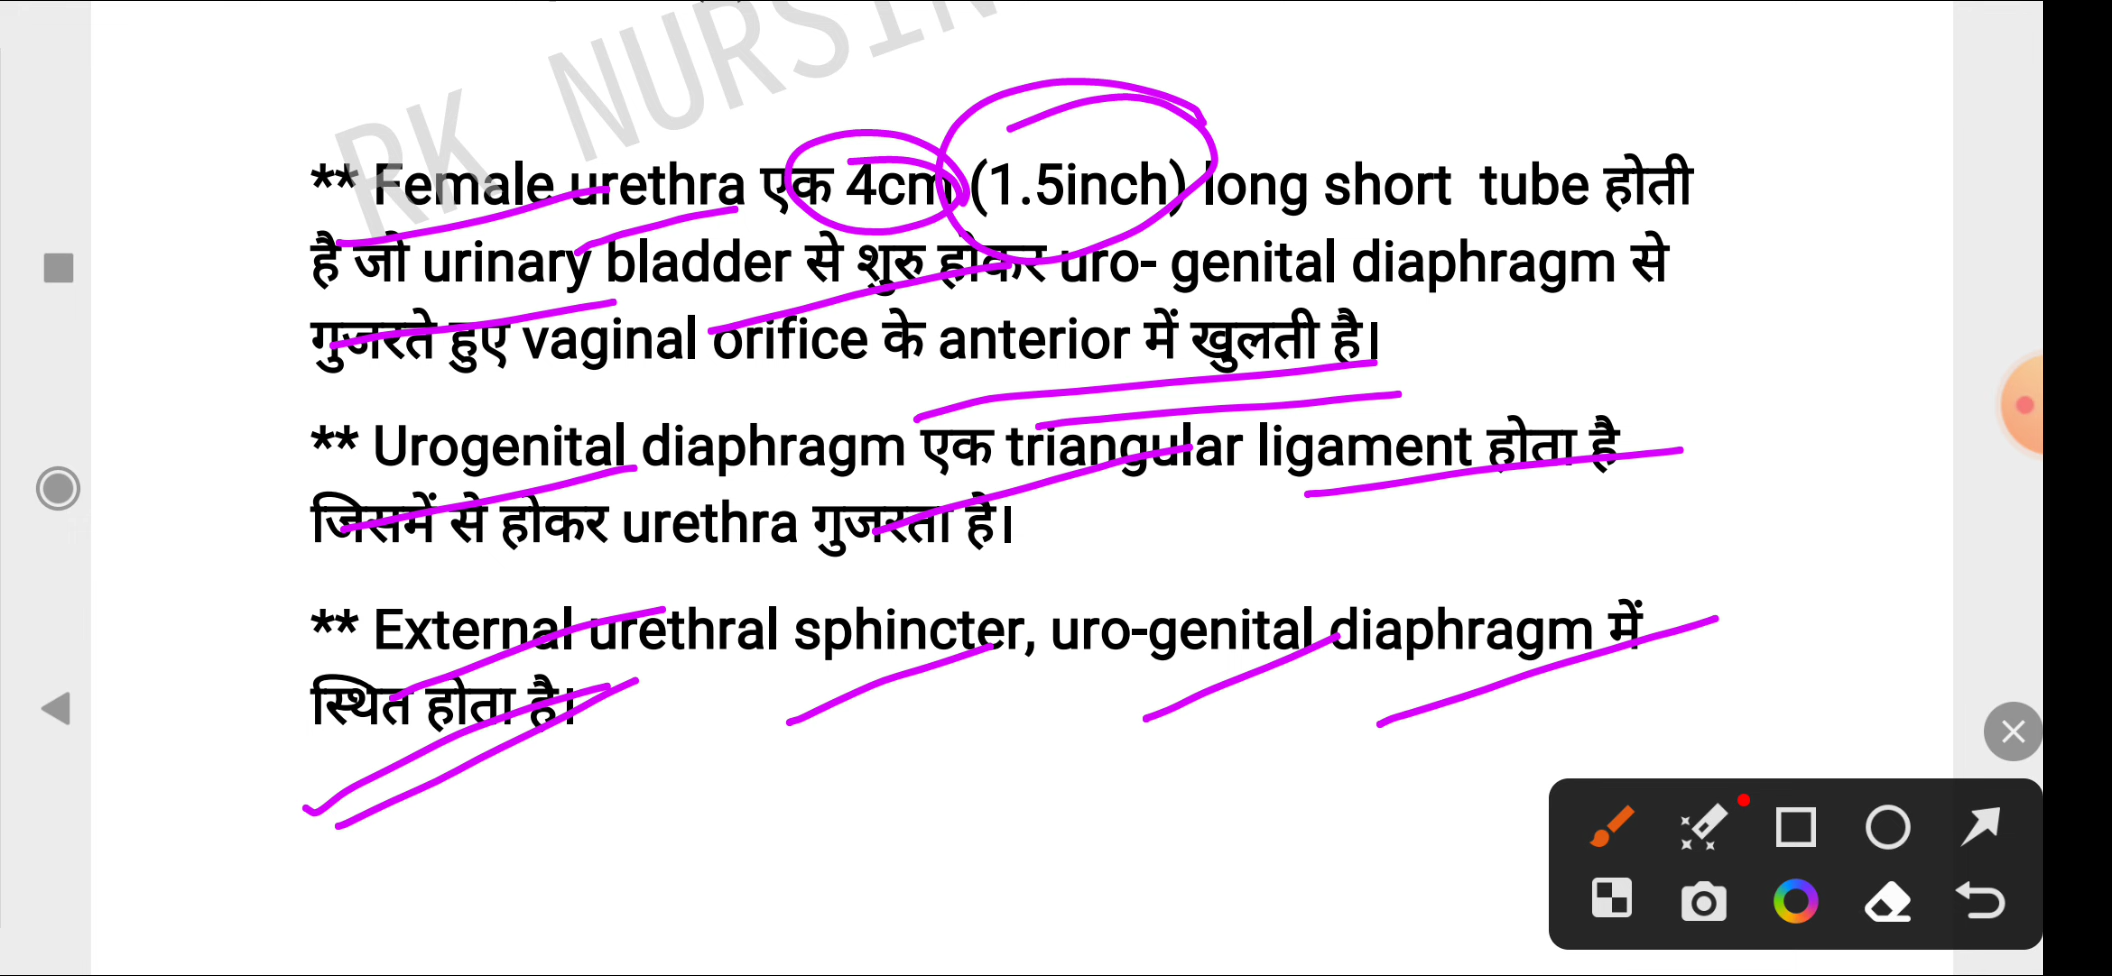 RK NURSIN
** Female urethra एक 4cm (1.5inch) long short tube होती
है जो urinary bladder से शुरु होकर uro- genital diaphragm से
गुजरते हुए vaginal orifice के anterior में खुलती है।
** Urogenital diaphragm एक triangular ligament होता है
जिसमें से होकर urethra गुजरता है।
** External urethral sphincter, uro-genital diaphragm में
स्थित होता है।